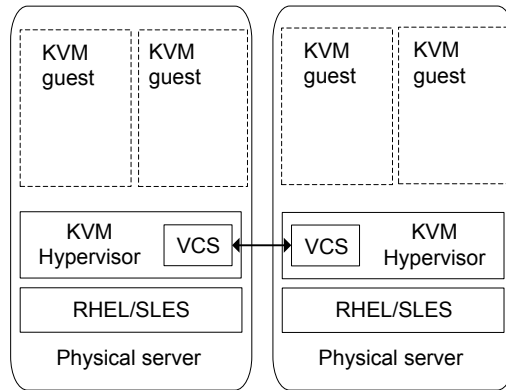 KVM
guest
KVM
guest
KVM
Hypervisor
VCS
RHEL/SLES
Physical server
KVM
guest
KVM
guest
VCS
KVM
Hypervisor
RHEL/SLES
Physical server